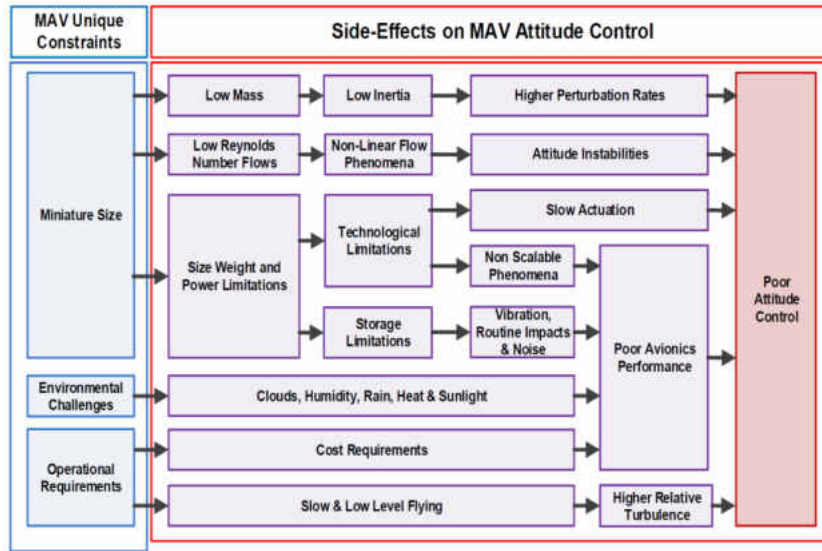 MAV Unique
Constraints
Side-Effects on MAV Attitude Control
Miniature Size
Low Mass
Low Inertia
Higher Perturbation Rates
Low Reynolds
Number Flows
Non-Linear Flow
Phenomena
Attitude Instabilities
Size Weight and
Power Limitations
Technological
Limitations
Slow Actuation
Non Scalable
Phenomena
Storage
Limitations
Vibration,
Routine Impacts
& Noise
Poor Avionics
Performance
Poor
Attitude
Control
Environmental
Challenges
Clouds, Humidity, Rain, Heat & Sunlight
Operational
Requirements
Cost Requirements
Slow & Low Level Flying
Higher Relative
Turbulence